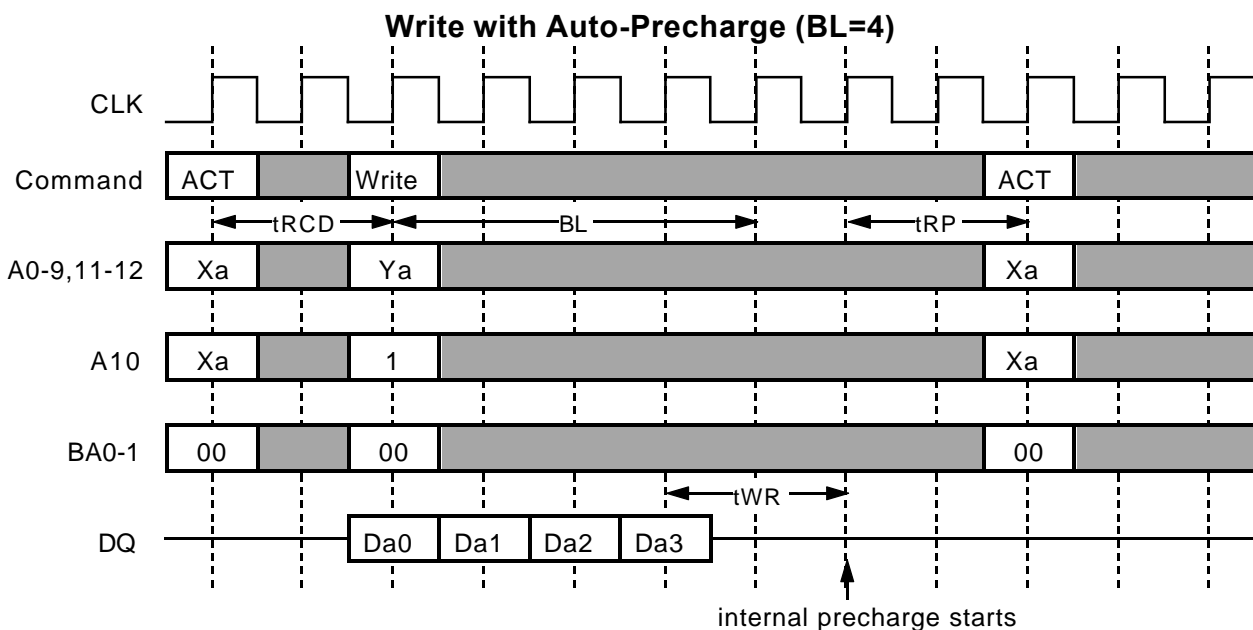 Write with Auto-Precharge (BL=4)
CLK
Command ACT Write ACT
tRCD BL tRP
A0-9,11-12 Xa Ya Xa
A10 Xa 1 Xa
BA0-1 00 00 00
tWR
DQ Da0 Da1 Da2 Da3
internal precharge starts